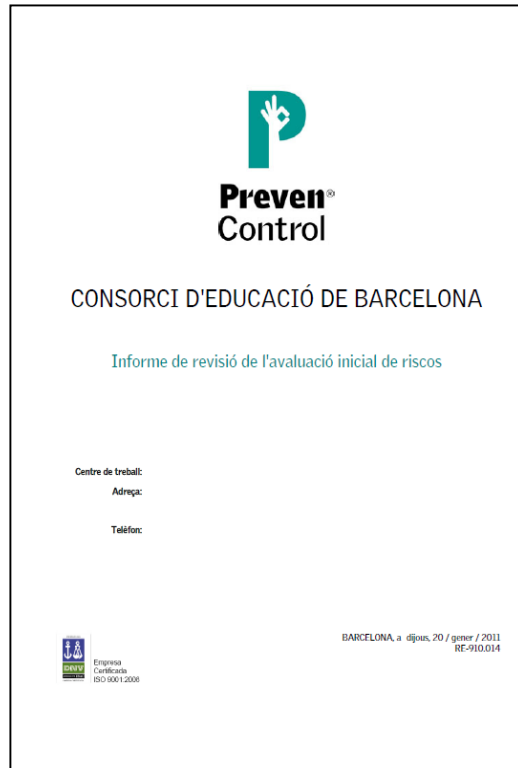 Preven®
Control
CONSORCI D'EDUCACIÓ DE BARCELONA
Informe de revisió de l'avaluació inicial de riscos
Centre de treball:
Adreça:
Telèfon:
BARCELONA, a dijous, 20 / gener / 2011
RE-910.014
DNV
Empresa
Certificada
ISO 9001:2008